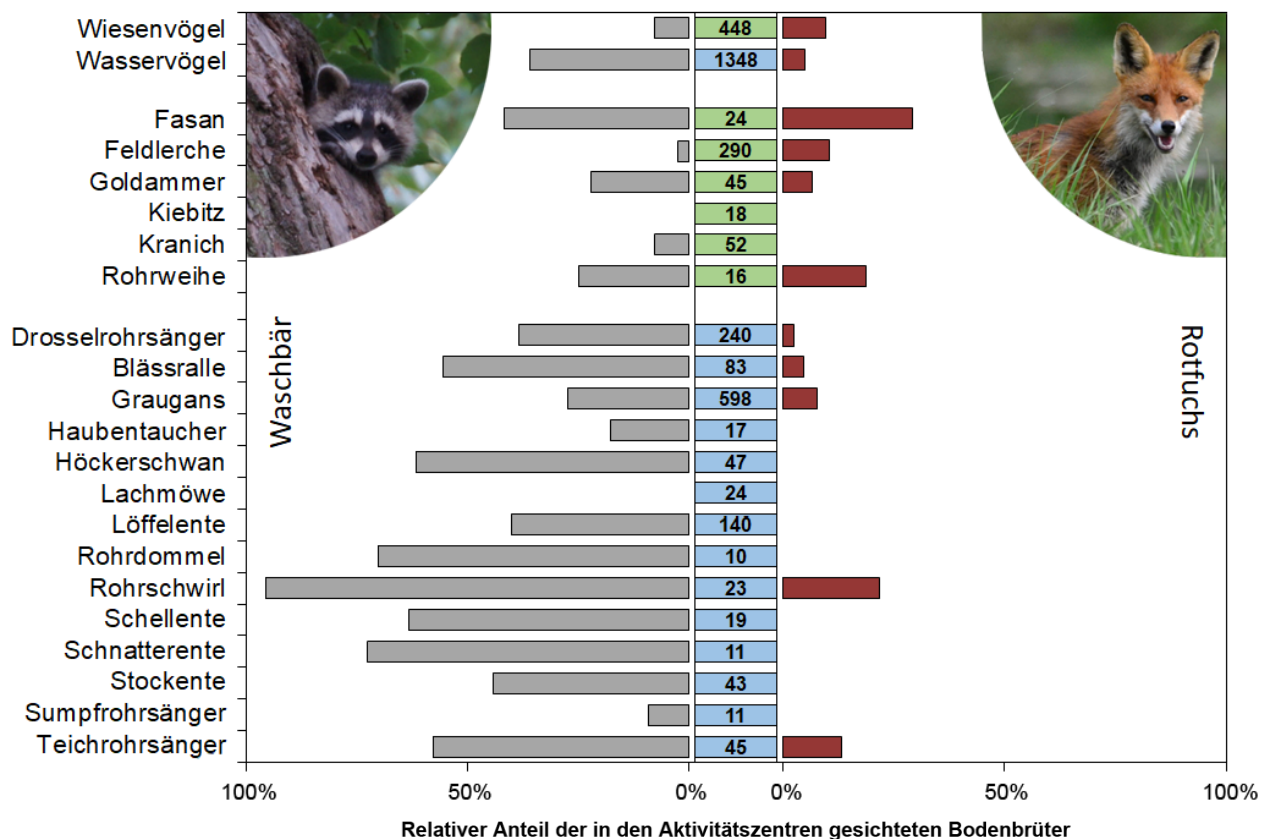 Wiesenvögel 448
Wasservögel 1348
Fasan 24
Feldlerche 290
Goldammer 45
Kiebitz 18
Kranich 52
Rohrweihe 16
Waschbär
Rotfuchs
Drosselrohrsänger 240
Blässralle 83
Graugans 598
Haubentaucher 17
Höckerschwan 47
Lachmöwe 24
Löffelente 140
Rohrdommel 10
Rohrschwirl 23
Schellente 19
Schnatterente 11
Stockente 43
Sumpfrohrsänger 11
Teichrohrsänger 45
100% 50% 0% 0% 50% 100%
Relativer Anteil der in den Aktivitätszentren gesichteten Bodenbrüter